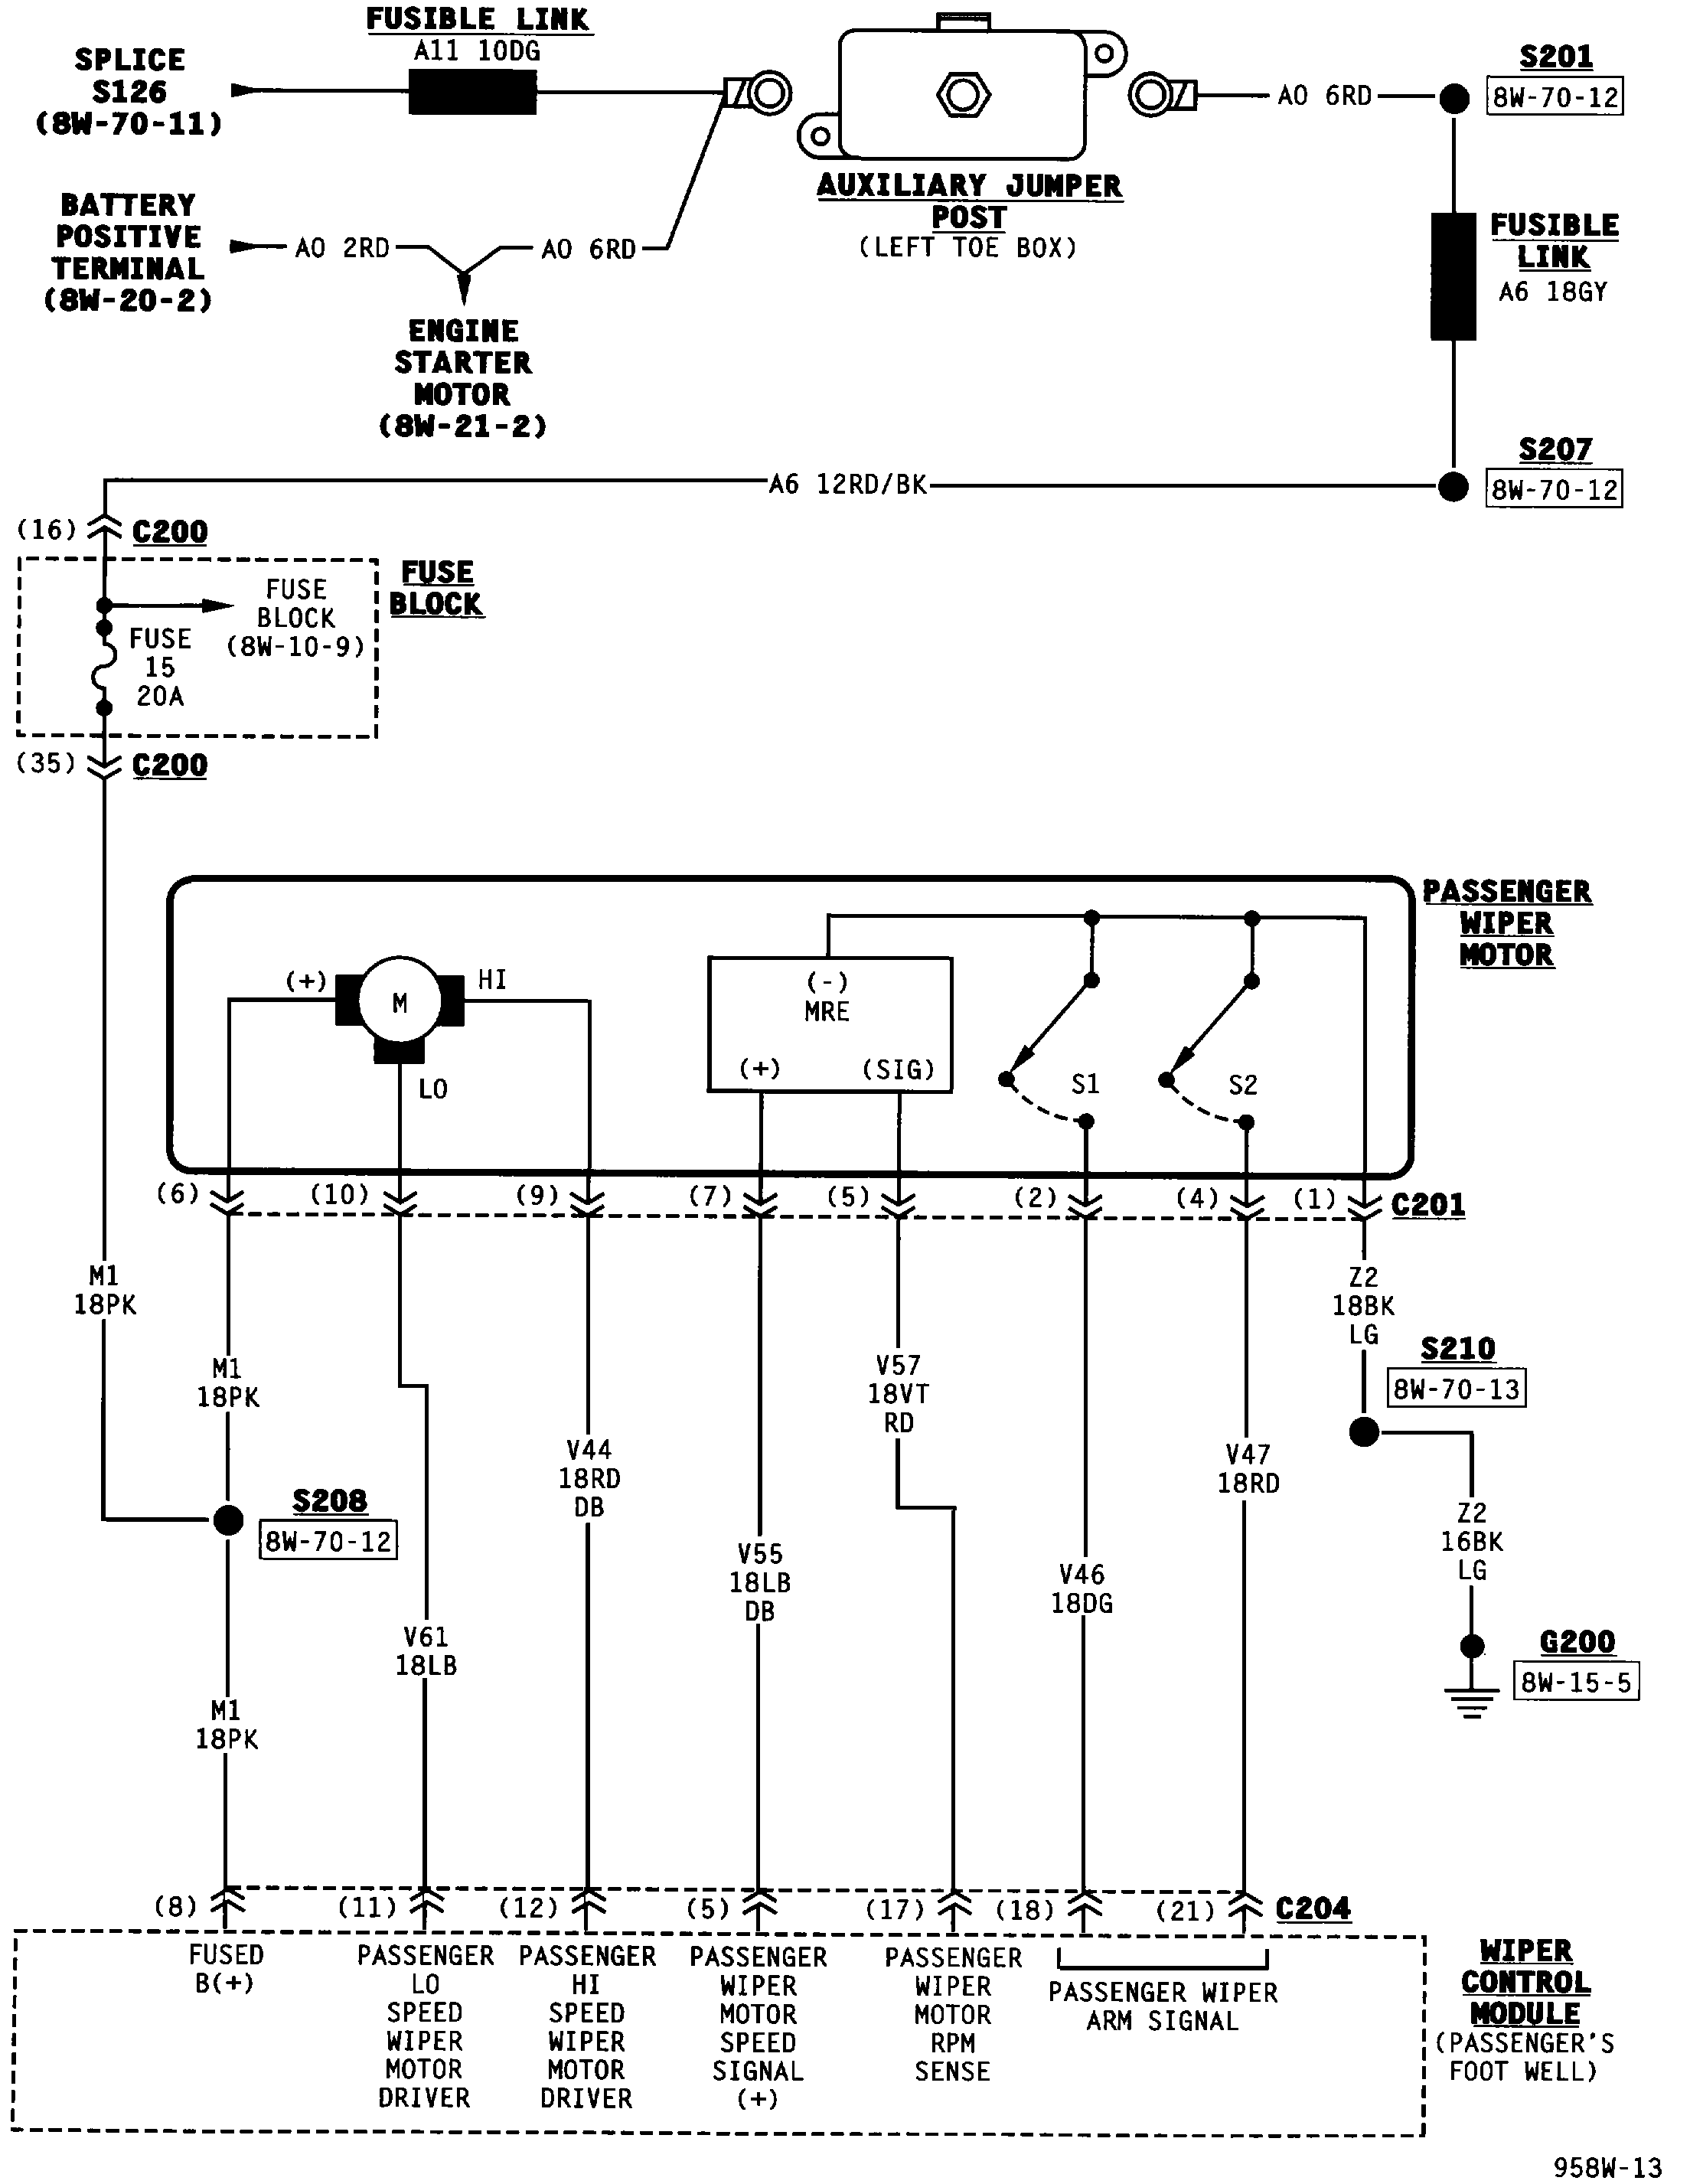 FUSIBLE LINK
A11 10DG
SPLICE
S126
(8W-70-11)
BATTERY
POSITIVE
TERMINAL
(8W-20-2)
A0 2RD
A0 6RD
ENGINE
STARTER
MOTOR
(8W-21-2)
AUXILIARY JUMPER
POST
(LEFT TOE BOX)
A0 6RD
S201
8W-70-12
FUSIBLE
LINK
A6 18GY
S207
8W-70-12
A6 12RD/BK
(16)
C200
FUSE
BLOCK
FUSE
BLOCK
(8W-10-9)
FUSE
15
20A
(35)
C200
PASSENGER
WIPER
MOTOR
(+)
M
HI
LO
(-)
MRE
(+)
(SIG)
S1
S2
(6)
(10)
(9)
(7)
(5)
(2)
(4)
(1)
C201
M1
18PK
M1
18PK
S208
8W-70-12
M1
18PK
V61
18LB
V44
18RD
DB
V55
18LB
DB
V57
18VT
RD
V46
18DG
V47
18RD
Z2
18BK
LG
S210
8W-70-13
Z2
16BK
LG
G200
8W-15-5
(8)
(11)
(12)
(5)
(17)
(18)
(21)
C204
FUSED
B(+)
PASSENGER
LO
SPEED
WIPER
MOTOR
DRIVER
PASSENGER
HI
SPEED
WIPER
MOTOR
DRIVER
PASSENGER
WIPER
MOTOR
SPEED
SIGNAL
(+)
PASSENGER
WIPER
MOTOR
RPM
SENSE
PASSENGER WIPER
ARM SIGNAL
WIPER
CONTROL
MODULE
(PASSENGER'S
FOOT WELL)
958W-13